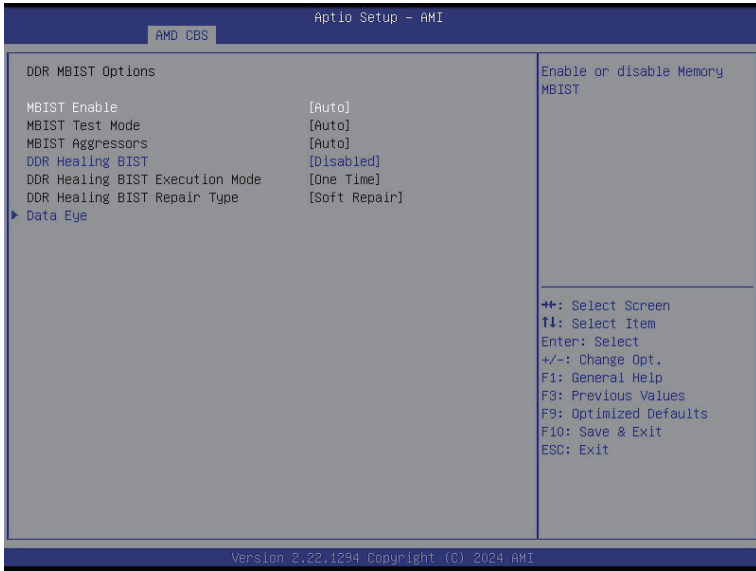 Aptio Setup – AMI
AMD CBS
DDR MBIST Options
MBIST Enable [Auto]
MBIST Test Mode [Auto]
MBIST Aggressors [Auto]
DDR Healing BIST [Disabled]
DDR Healing BIST Execution Mode [One Time]
DDR Healing BIST Repair Type [Soft Repair]
Data Eye
Enable or disable Memory
MBIST
→←: Select Screen
↑↓: Select Item
Enter: Select
+/-: Change Opt.
F1: General Help
F3: Previous Values
F9: Optimized Defaults
F10: Save & Exit
ESC: Exit
Version 2.22.1294 Copyright (C) 2024 AMI